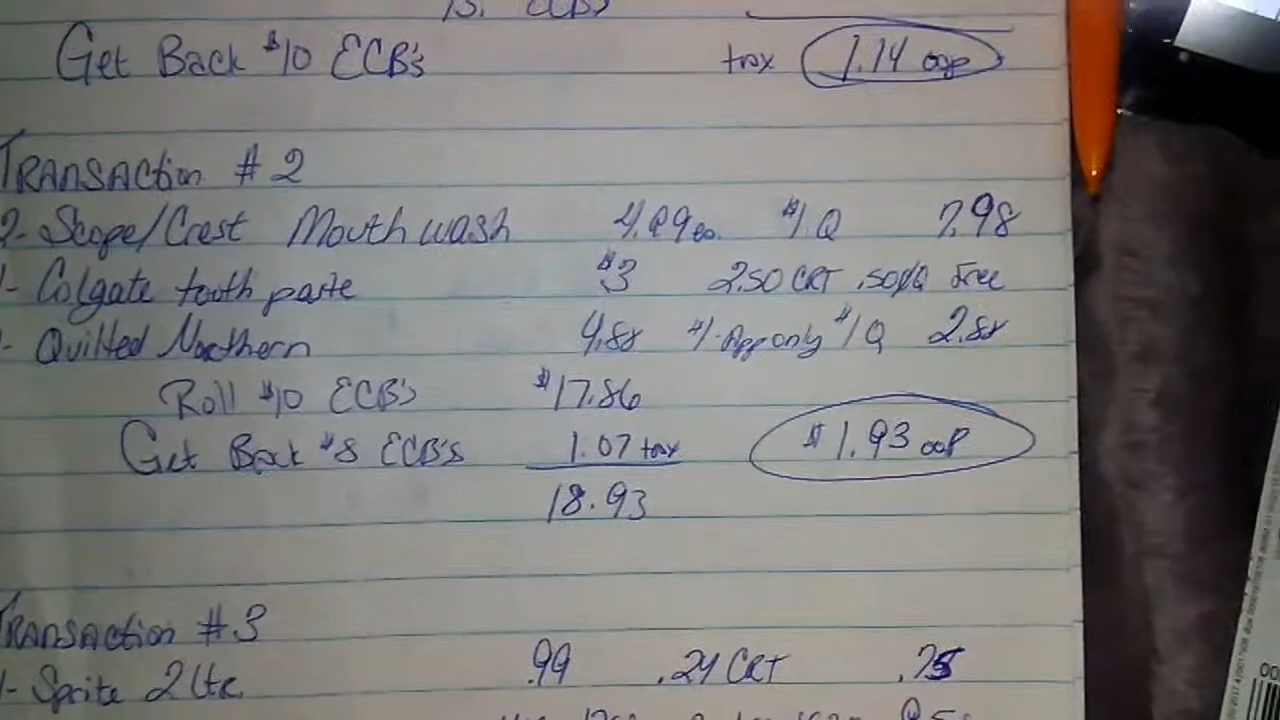 Get Back $10 ECB's tax 1.14 oop
TRANSACTION #2
2- Scope/Crest Mouthwash 4.99 ea. $1 Q 7.98
1- Colgate tooth paste $3 2.50 CRT .50 Q Free
- Quilted Northern 4.88 $1- App only $1 Q 2.88
Roll $10 ECB's $17.86
Get Back $8 ECB's 1.07 tax $1.93 oop
18.93
TRANSACTION #3
1- Sprite 2 Ltr. .99 .24 CRT .75